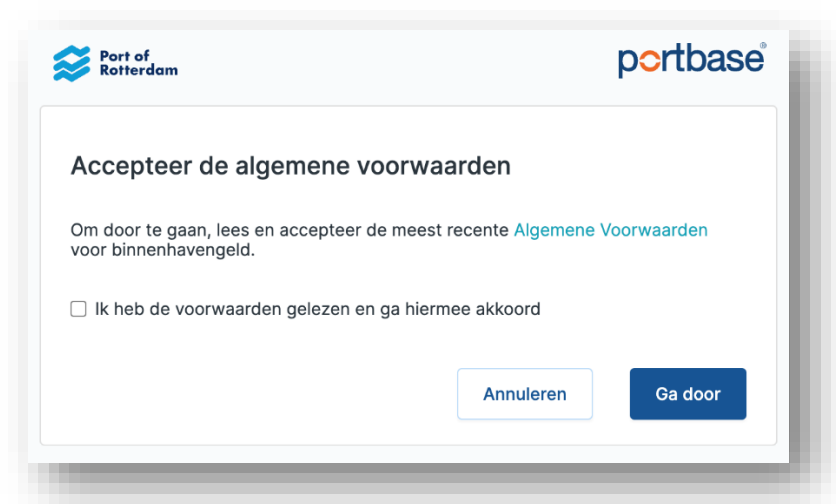 Port of
Rotterdam
portbase®
Accepteer de algemene voorwaarden
Om door te gaan, lees en accepteer de meest recente Algemene Voorwaarden
voor binnenhavengeld.
Ik heb de voorwaarden gelezen en ga hiermee akkoord
Annuleren
Ga door